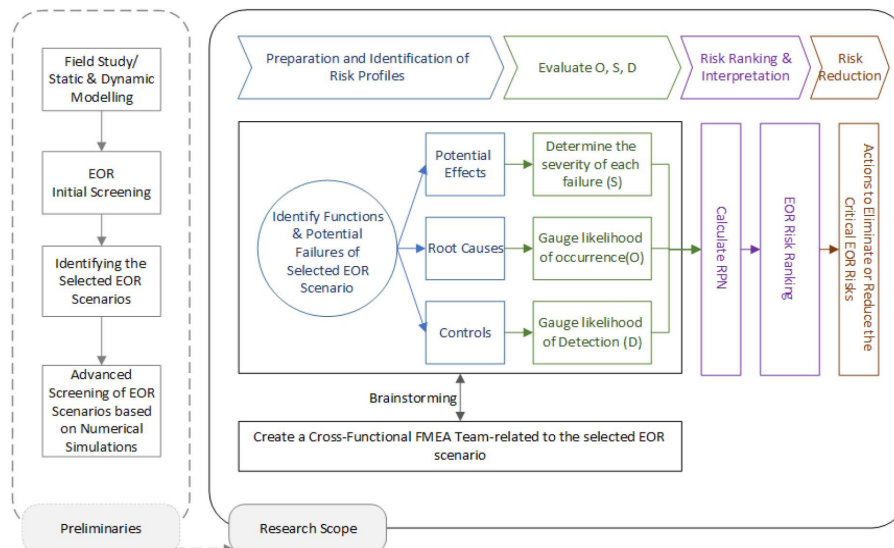 Field Study/
Static & Dynamic
Modelling
EOR
Initial Screening
Identifying the
Selected EOR
Scenarios
Advanced
Screening of EOR
Scenarios based
on Numerical
Simulations
Preliminaries
Preparation and Identification of
Risk Profiles
Evaluate O, S, D
Risk Ranking &
Interpretation
Risk
Reduction
Identify Functions
& Potential
Failures of
Selected EOR
Scenario
Potential
Effects
Determine the
severity of each
failure (S)
Root Causes
Gauge likelihood
of occurrence(O)
Controls
Gauge likelihood
of Detection (D)
Calculate RPN
EOR Risk Ranking
Actions to Eliminate or Reduce the
Critical EOR Risks
Brainstorming
Create a Cross-Functional FMEA Team-related to the selected EOR
scenario
Research Scope